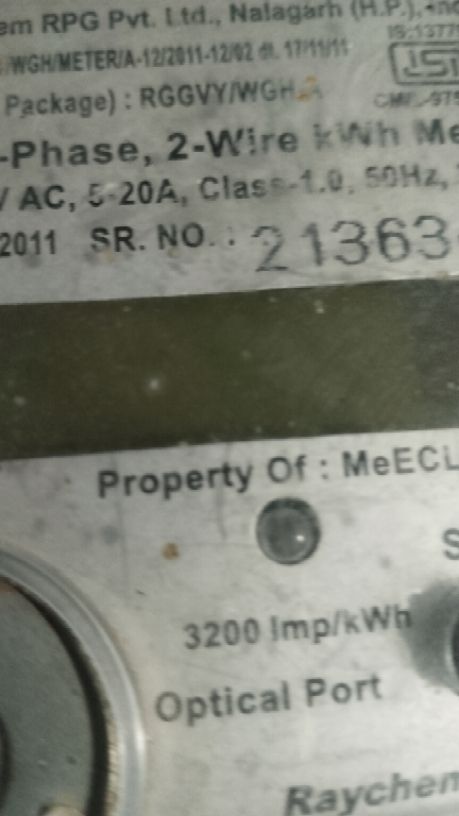 em RPG Pvt. Ltd., Nalagarh (H.P.),
WGH/METER/A-12/2011-12/02 dt. 17/11/11
Package) : RGGVY/WGH
-Phase, 2-Wire kWh Me
AC, 5-20A, Class-1.0, 50Hz,
2011 SR. NO. : 21363
Property Of : MeECL
3200 Imp/kWh
Optical Port
Raychem